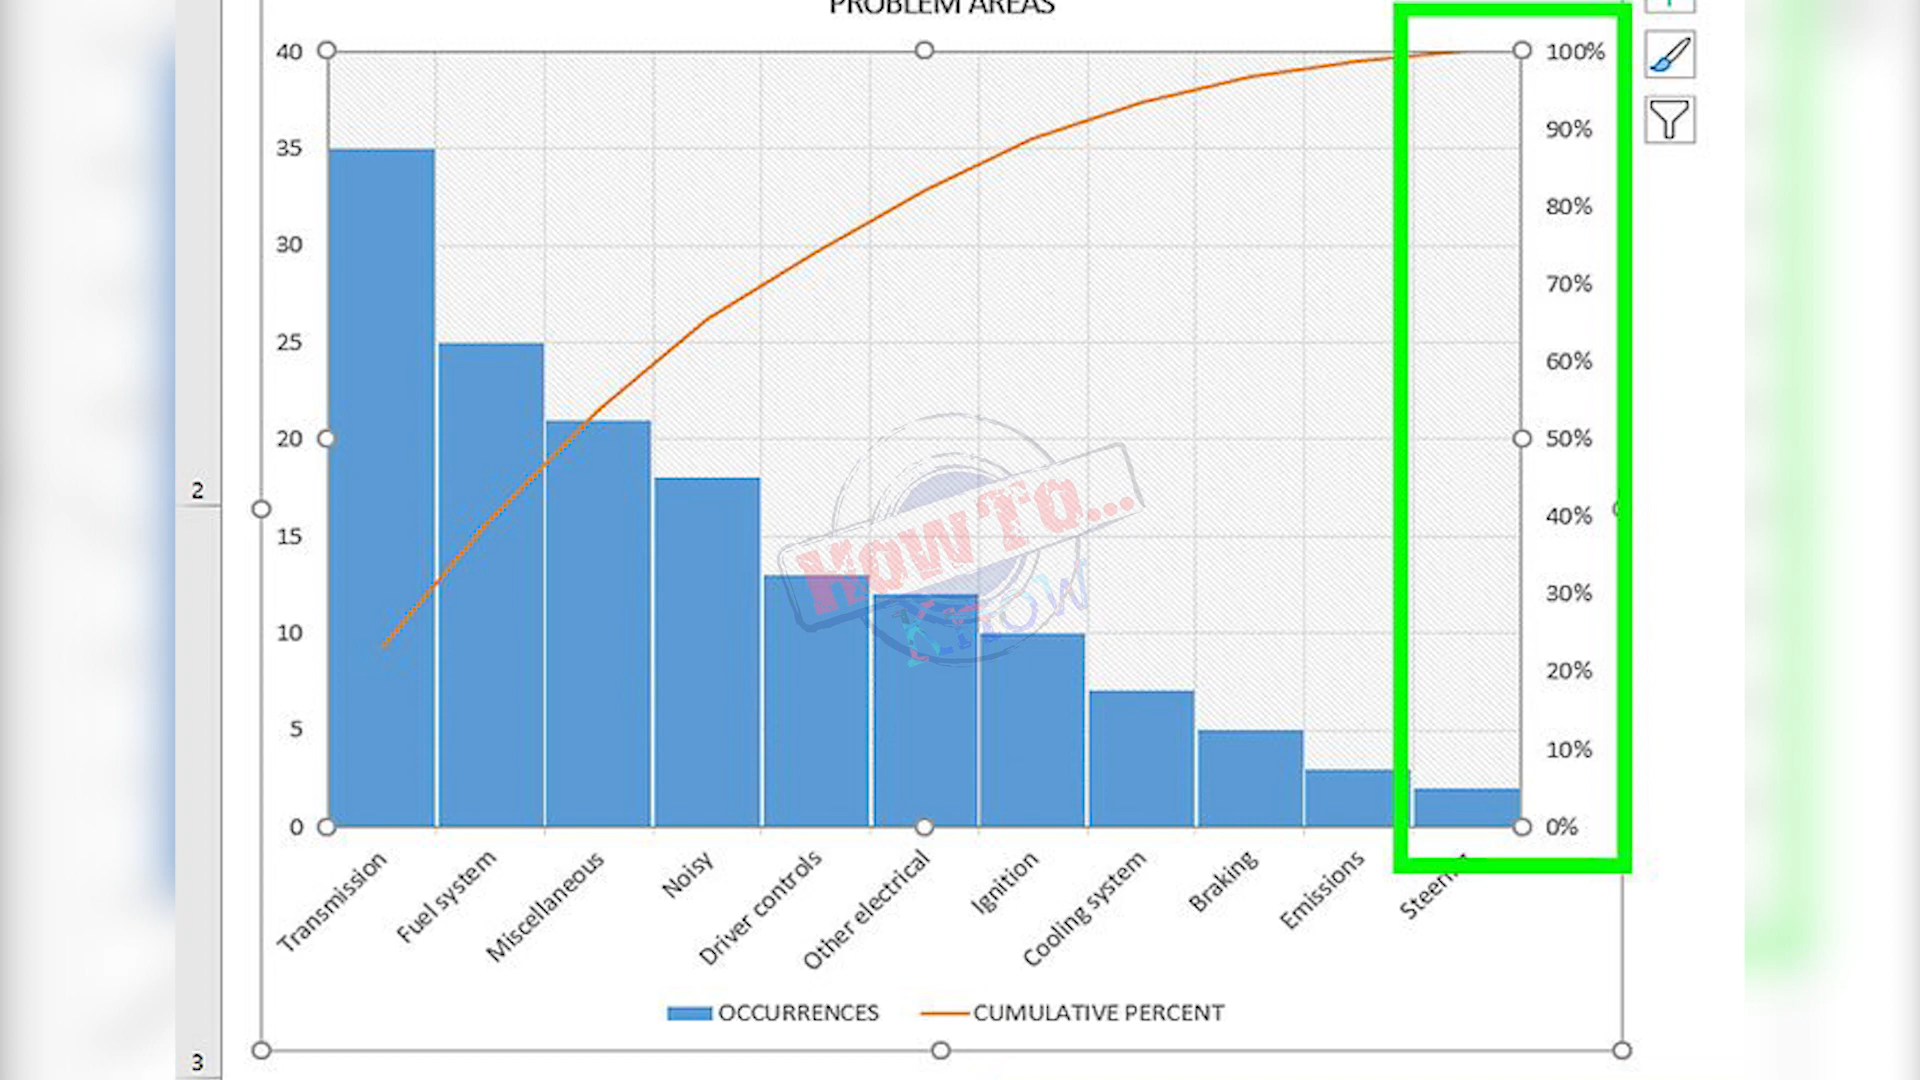 PROBLEM AREAS
40
35
30
25
20
15
10
5
0
100%
90%
80%
70%
60%
50%
40%
30%
20%
10%
0%
2
3
HowTo...
KNOW
Transmission
Fuel system
Miscellaneous
Noisy
Driver controls
Other electrical
Ignition
Cooling system
Braking
Emissions
OCCURRENCES
CUMULATIVE PERCENT